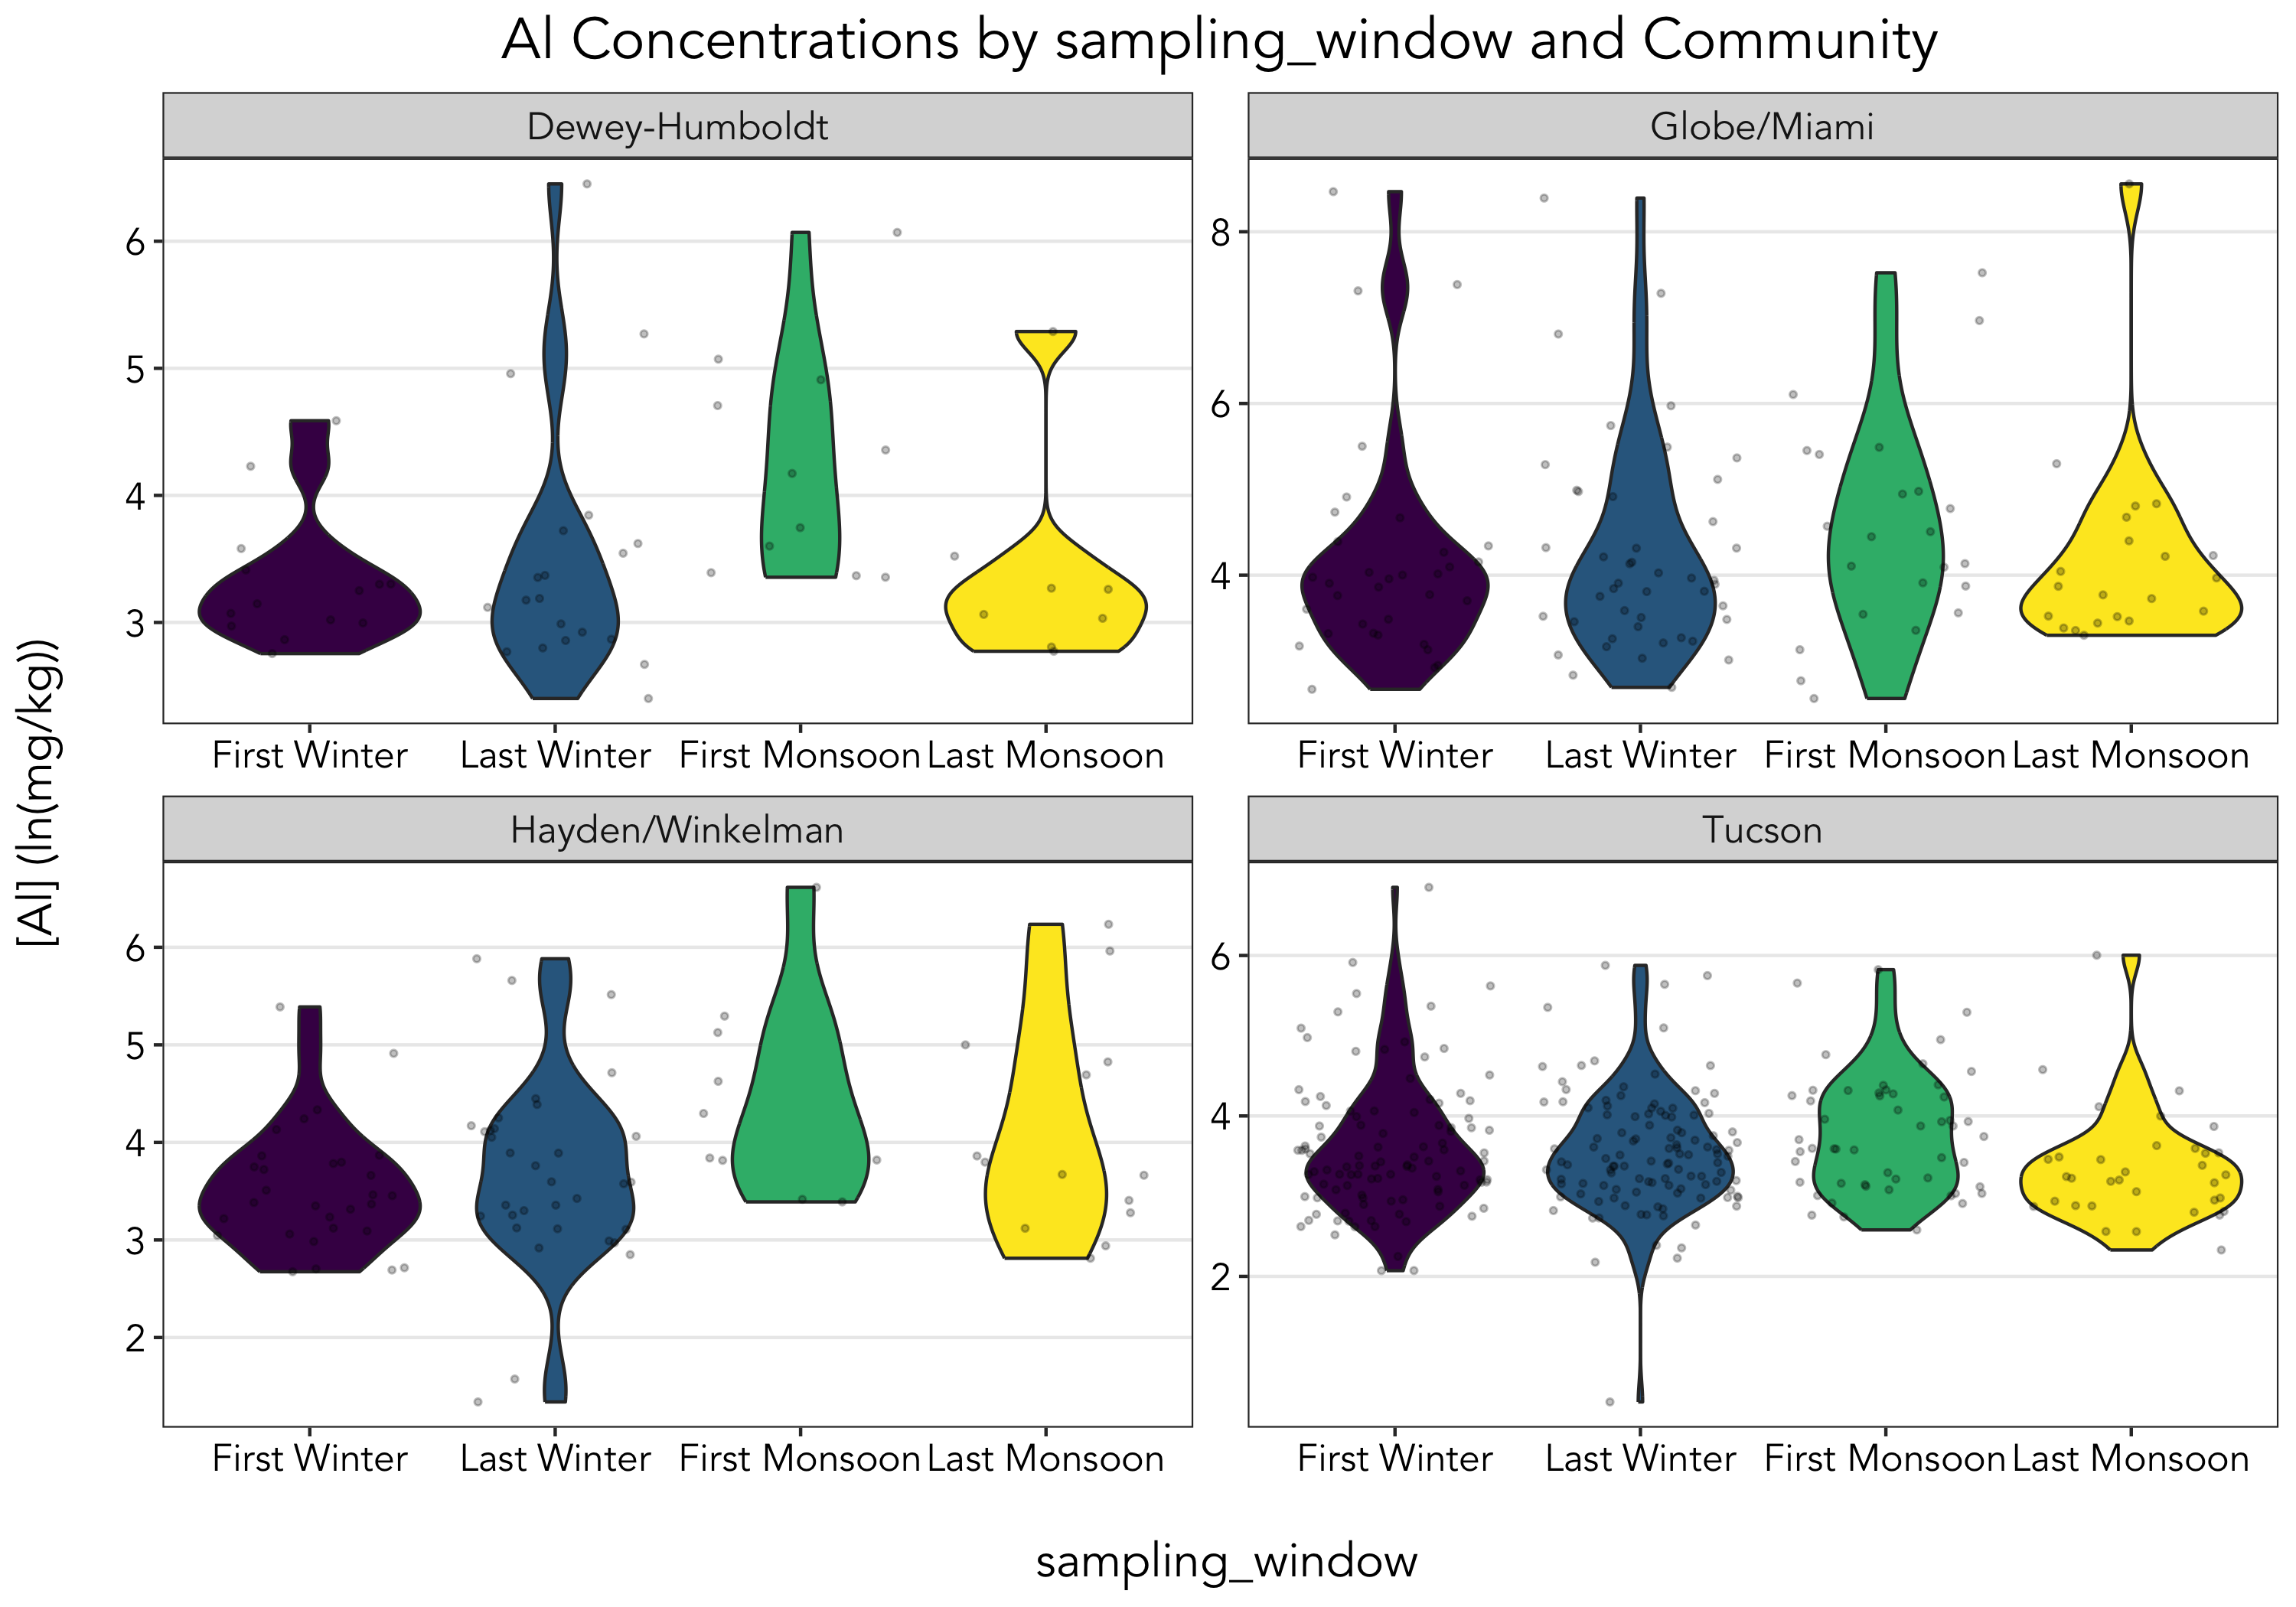 Al Concentrations by sampling_window and Community
Dewey-Humboldt
Globe/Miami
6
5
4
3
8
6
4
First Winter Last Winter First Monsoon Last Monsoon
First Winter Last Winter First Monsoon Last Monsoon
[Al] (ln(mg/kg))
Hayden/Winkelman
Tucson
6
5
4
3
2
6
4
2
First Winter Last Winter First Monsoon Last Monsoon
First Winter Last Winter First Monsoon Last Monsoon
sampling_window